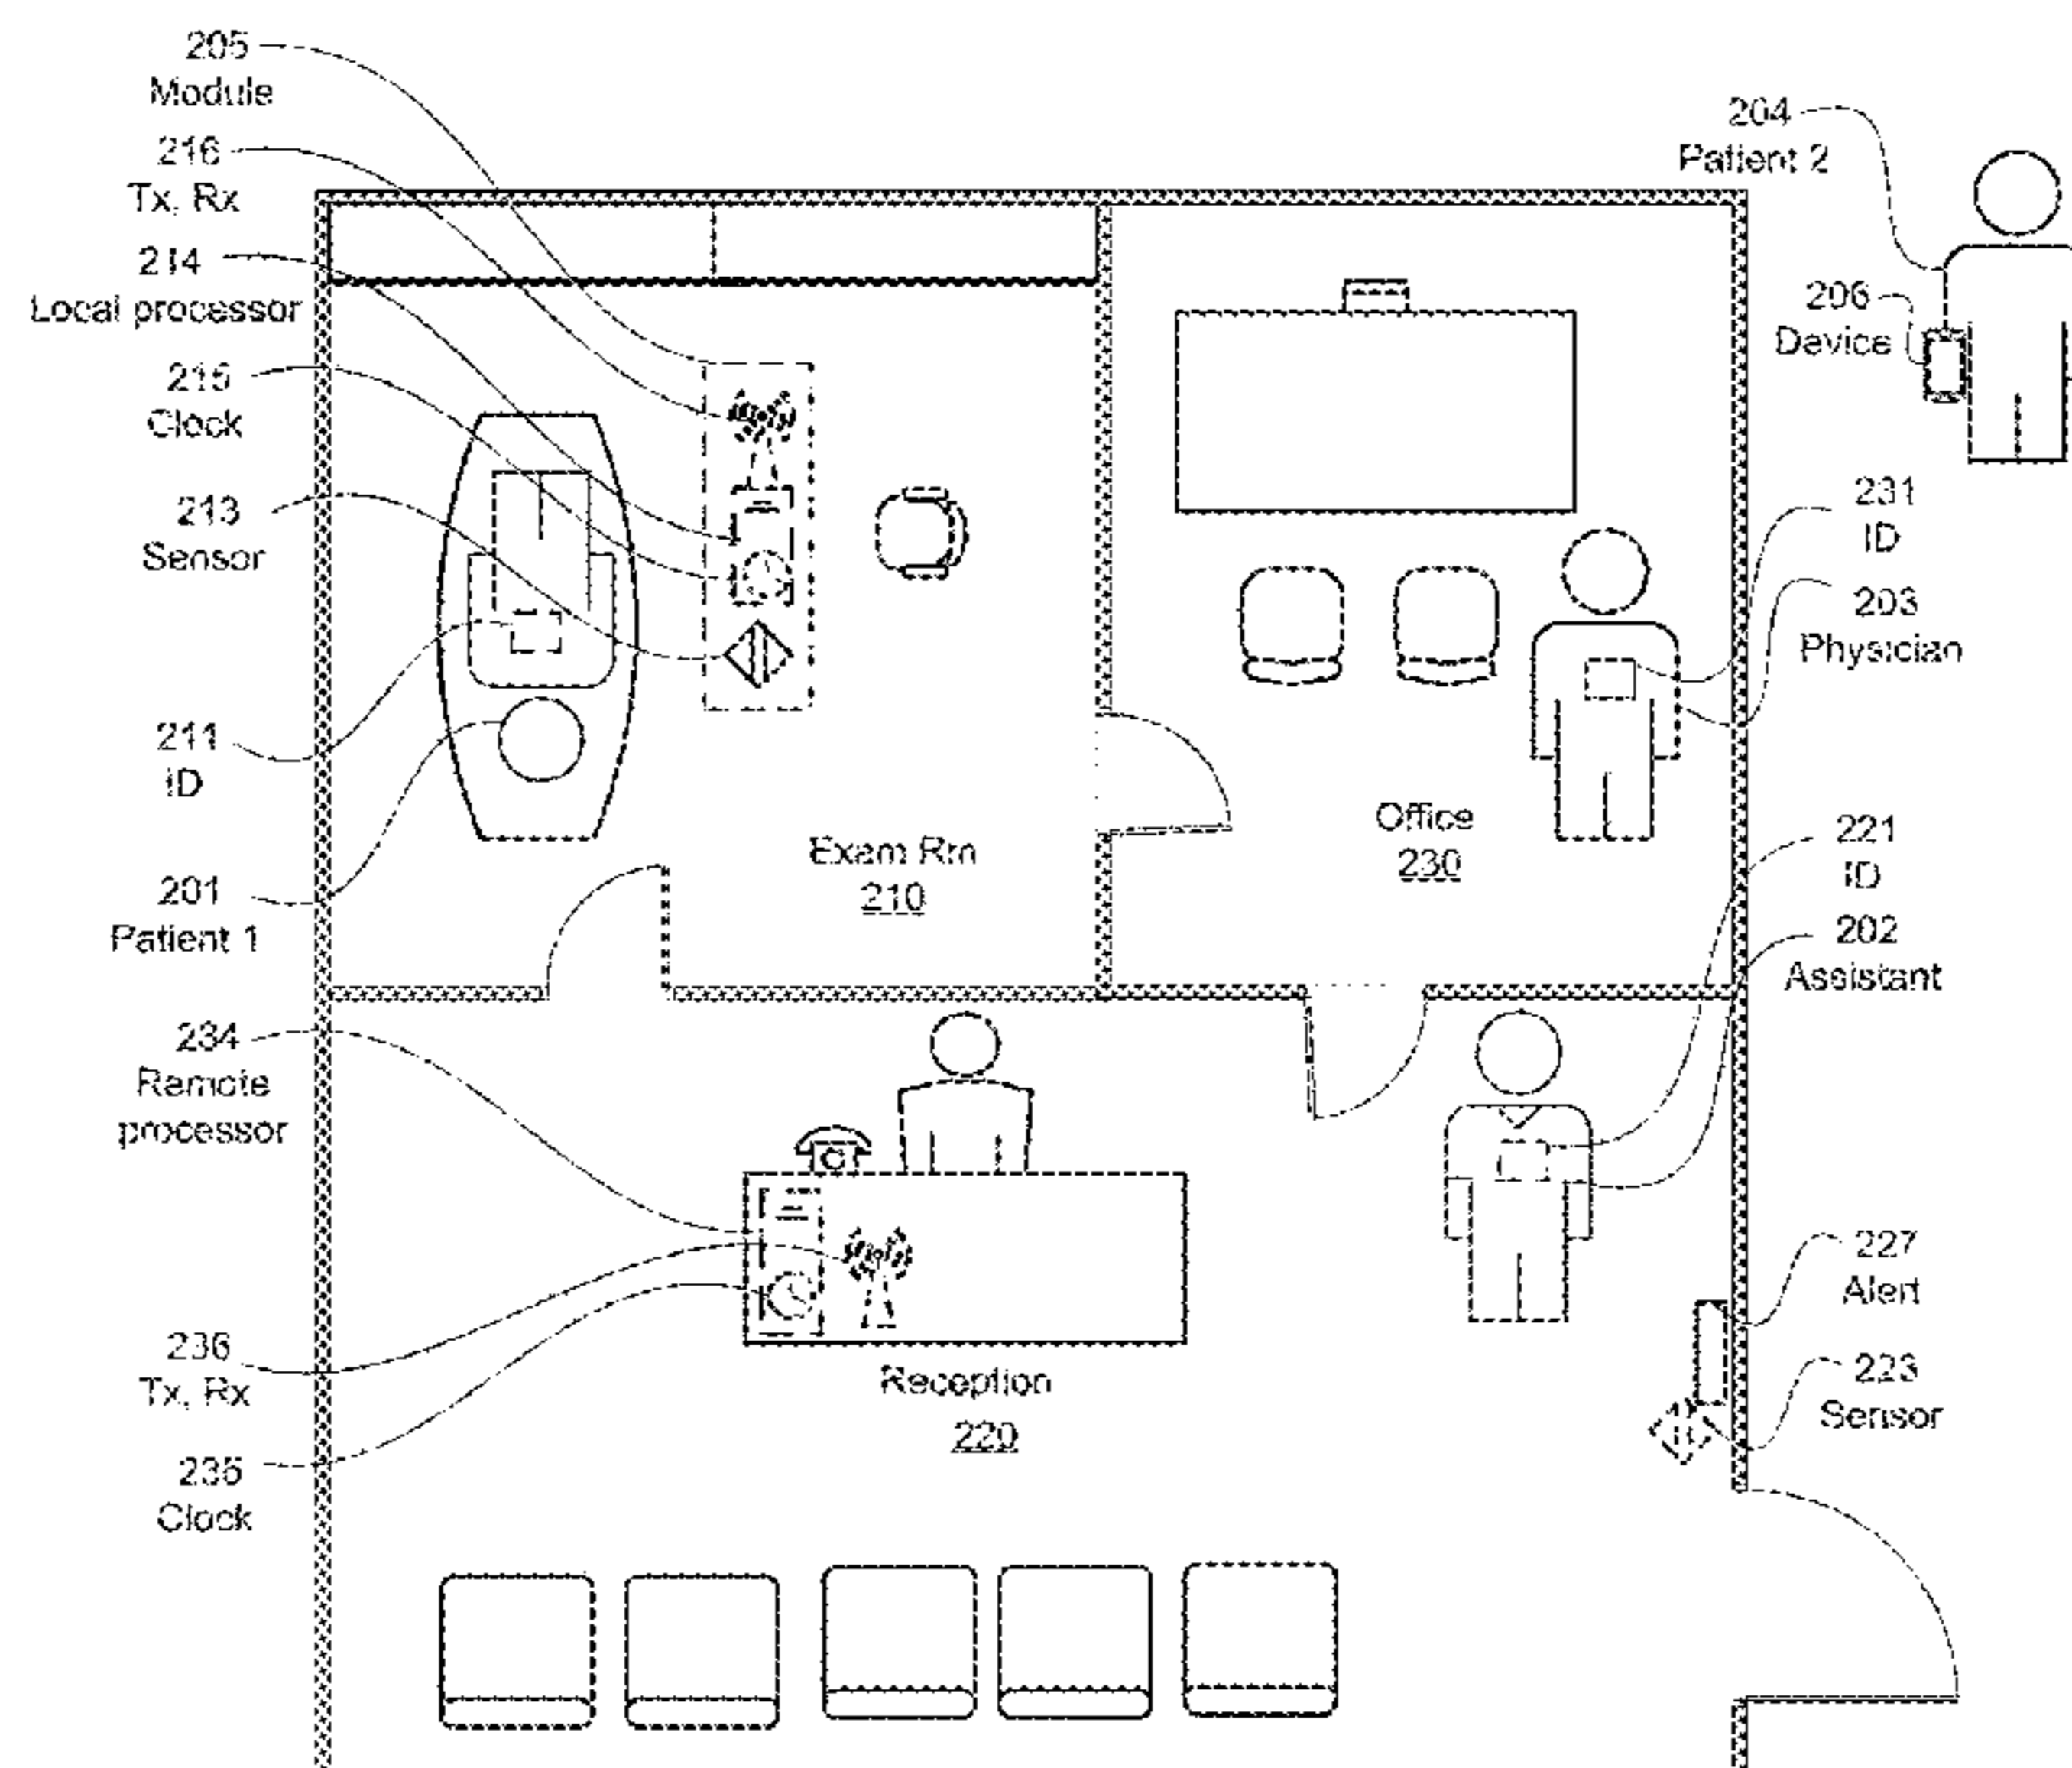 205
Module
216
Tx, Rx
214
Local processor
215
Clock
213
Sensor
211
ID
201
Patient 1
234
Remote
processor
236
Tx, Rx
235
Clock
Exam Rm
210
Office
230
Reception
220
204
Patient 2
206
Device
231
ID
203
Physician
221
ID
202
Assistant
227
Alert
223
Sensor